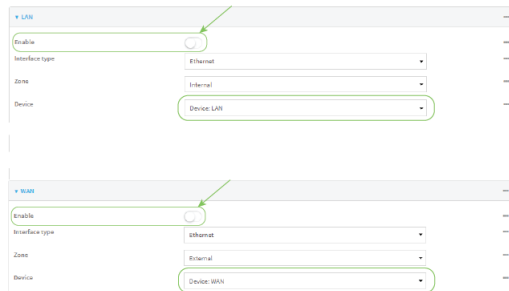 ▾ LAN
Enable
Interface type Ethernet
Zone Internal
Device Device: LAN
▾ WAN
Enable
Interface type Ethernet
Zone External
Device Device: WAN